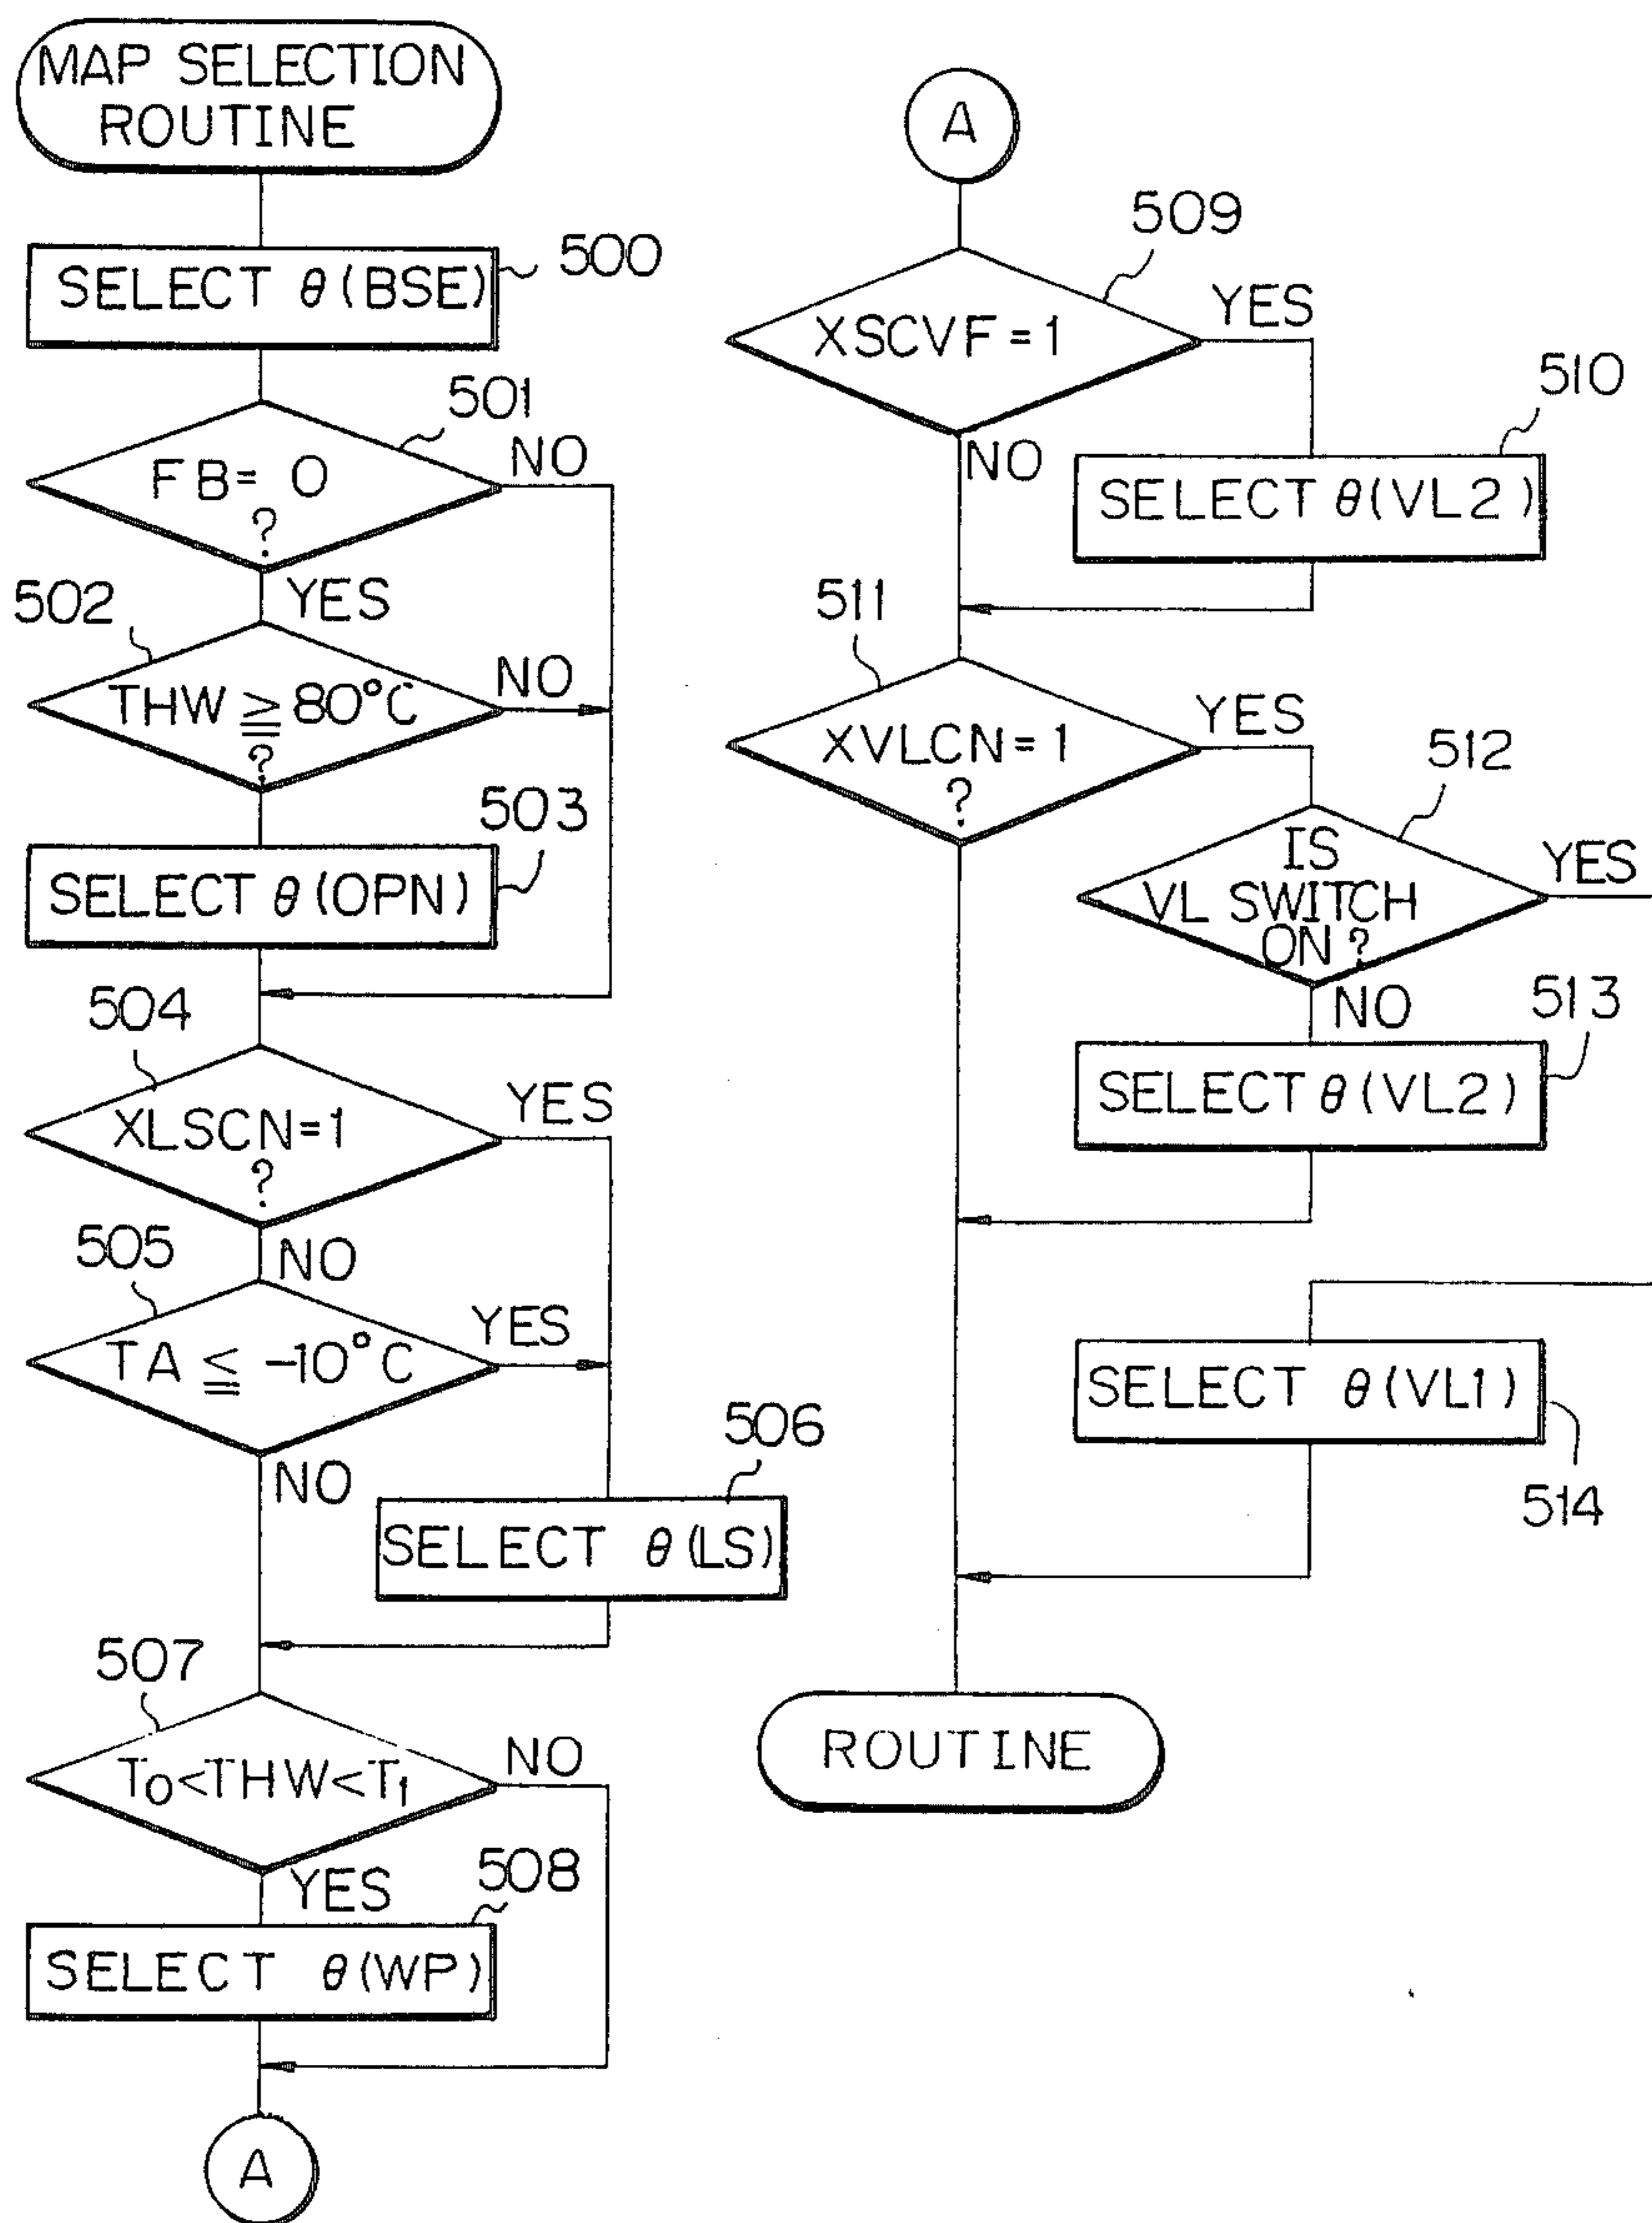 MAP SELECTION
ROUTINE
SELECT θ(BSE)
500
501
FB= 0
?
NO
YES
502
THW ≧ 80°C
?
NO
503
SELECT θ(OPN)
504
XLSCN=1
?
YES
NO
505
TA ≦ -10°C
YES
NO
506
SELECT θ(LS)
507
T0<THW<T1
NO
YES
508
SELECT θ(WP)
A
A
509
XSCVF=1
YES
NO
510
SELECT θ(VL2)
511
XVLCN=1
?
YES
512
IS
VL SWITCH
ON?
YES
NO
513
SELECT θ(VL2)
SELECT θ(VL1)
514
ROUTINE